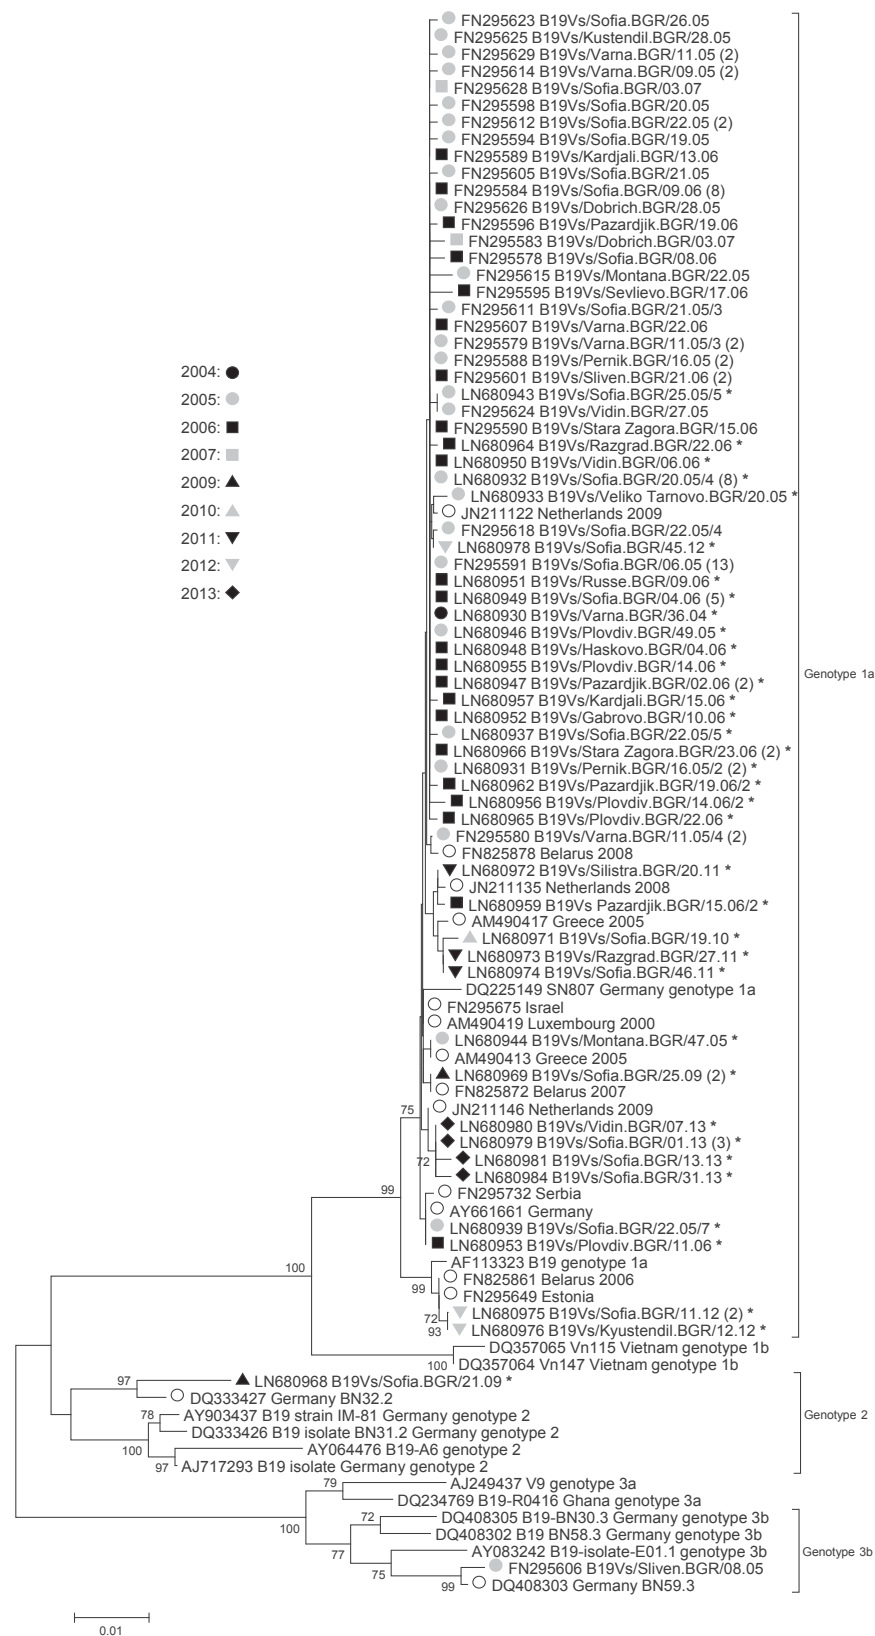 FN295623 B19Vs/Sofia.BGR/26.05
FN295625 B19Vs/Kustendil.BGR/28.05
FN295629 B19Vs/Varna.BGR/11.05 (2)
FN295614 B19Vs/Varna.BGR/09.05 (2)
FN295628 B19Vs/Sofia.BGR/03.07
FN295598 B19Vs/Sofia.BGR/20.05
FN295612 B19Vs/Sofia.BGR/22.05 (2)
FN295594 B19Vs/Sofia.BGR/19.05
FN295589 B19Vs/Kardjali.BGR/13.06
FN295605 B19Vs/Sofia.BGR/21.05
FN295584 B19Vs/Sofia.BGR/09.06 (8)
FN295626 B19Vs/Dobrich.BGR/28.05
FN295596 B19Vs/Pazardjik.BGR/19.06
FN295583 B19Vs/Dobrich.BGR/03.07
FN295578 B19Vs/Sofia.BGR/08.06
FN295615 B19Vs/Montana.BGR/22.05
FN295595 B19Vs/Sevlievo.BGR/17.06
FN295611 B19Vs/Sofia.BGR/21.05/3
FN295607 B19Vs/Varna.BGR/22.06
FN295579 B19Vs/Varna.BGR/11.05/3 (2)
FN295588 B19Vs/Pernik.BGR/16.05 (2)
FN295601 B19Vs/Sliven.BGR/21.06 (2)
LN680943 B19Vs/Sofia.BGR/25.05/5 *
FN295624 B19Vs/Vidin.BGR/27.05
FN295590 B19Vs/Stara Zagora.BGR/15.06
LN680964 B19Vs/Razgrad.BGR/22.06 *
LN680950 B19Vs/Vidin.BGR/06.06 *
LN680932 B19Vs/Sofia.BGR/20.05/4 (8) *
LN680933 B19Vs/Veliko Tarnovo.BGR/20.05 *
JN211122 Netherlands 2009
FN295618 B19Vs/Sofia.BGR/22.05/4
LN680978 B19Vs/Sofia.BGR/45.12 *
FN295591 B19Vs/Sofia.BGR/06.05 (13)
LN680951 B19Vs/Russe.BGR/09.06 *
LN680949 B19Vs/Sofia.BGR/04.06 (5) *
LN680930 B19Vs/Varna.BGR/36.04 *
LN680946 B19Vs/Plovdiv.BGR/49.05 *
LN680948 B19Vs/Haskovo.BGR/04.06 *
LN680955 B19Vs/Plovdiv.BGR/14.06 *
LN680947 B19Vs/Pazardjik.BGR/02.06 (2) *
LN680957 B19Vs/Kardjali.BGR/15.06 *
LN680952 B19Vs/Gabrovo.BGR/10.06 *
LN680937 B19Vs/Sofia.BGR/22.05/5 *
LN680966 B19Vs/Stara Zagora.BGR/23.06 (2) *
LN680931 B19Vs/Pernik.BGR/16.05/2 (2) *
LN680962 B19Vs/Pazardjik.BGR/19.06/2 *
LN680956 B19Vs/Plovdiv.BGR/14.06/2 *
LN680965 B19Vs/Plovdiv.BGR/22.06 *
FN295580 B19Vs/Varna.BGR/11.05/4 (2)
FN825878 Belarus 2008
LN680972 B19Vs/Silistra.BGR/20.11 *
JN211135 Netherlands 2008
LN680959 B19Vs Pazardjik.BGR/15.06/2 *
AM490417 Greece 2005
LN680971 B19Vs/Sofia.BGR/19.10 *
LN680973 B19Vs/Razgrad.BGR/27.11 *
LN680974 B19Vs/Sofia.BGR/46.11 *
DQ225149 SN807 Germany genotype 1a
FN295675 Israel
AM490419 Luxembourg 2000
LN680944 B19Vs/Montana.BGR/47.05 *
AM490413 Greece 2005
LN680969 B19Vs/Sofia.BGR/25.09 (2) *
FN825872 Belarus 2007
JN211146 Netherlands 2009
LN680980 B19Vs/Vidin.BGR/07.13 *
LN680979 B19Vs/Sofia.BGR/01.13 (3) *
LN680981 B19Vs/Sofia.BGR/13.13 *
LN680984 B19Vs/Sofia.BGR/31.13 *
FN295732 Serbia
AY661661 Germany
LN680939 B19Vs/Sofia.BGR/22.05/7 *
LN680953 B19Vs/Plovdiv.BGR/11.06 *
AF113323 B19 genotype 1a
FN825861 Belarus 2006
FN295649 Estonia
LN680975 B19Vs/Sofia.BGR/11.12 (2) *
LN680976 B19Vs/Kyustendil.BGR/12.12 *
DQ357065 Vn115 Vietnam genotype 1b
DQ357064 Vn147 Vietnam genotype 1b
LN680968 B19Vs/Sofia.BGR/21.09 *
DQ333427 Germany BN32.2
AY903437 B19 strain IM-81 Germany genotype 2
DQ333426 B19 isolate BN31.2 Germany genotype 2
AY064476 B19-A6 genotype 2
AJ717293 B19 isolate Germany genotype 2
AJ249437 V9 genotype 3a
DQ234769 B19-R0416 Ghana genotype 3a
DQ408305 B19-BN30.3 Germany genotype 3b
DQ408302 B19 BN58.3 Germany genotype 3b
AY083242 B19-isolate-E01.1 genotype 3b
FN295606 B19Vs/Sliven.BGR/08.05
DQ408303 Germany BN59.3
2004:
2005:
2006:
2007:
2009:
2010:
2011:
2012:
2013:
Genotype 1a
Genotype 2
Genotype 3b
75
72
99
100
99
72
93
100
97
78
100
97
79
100
72
77
75
99
0.01